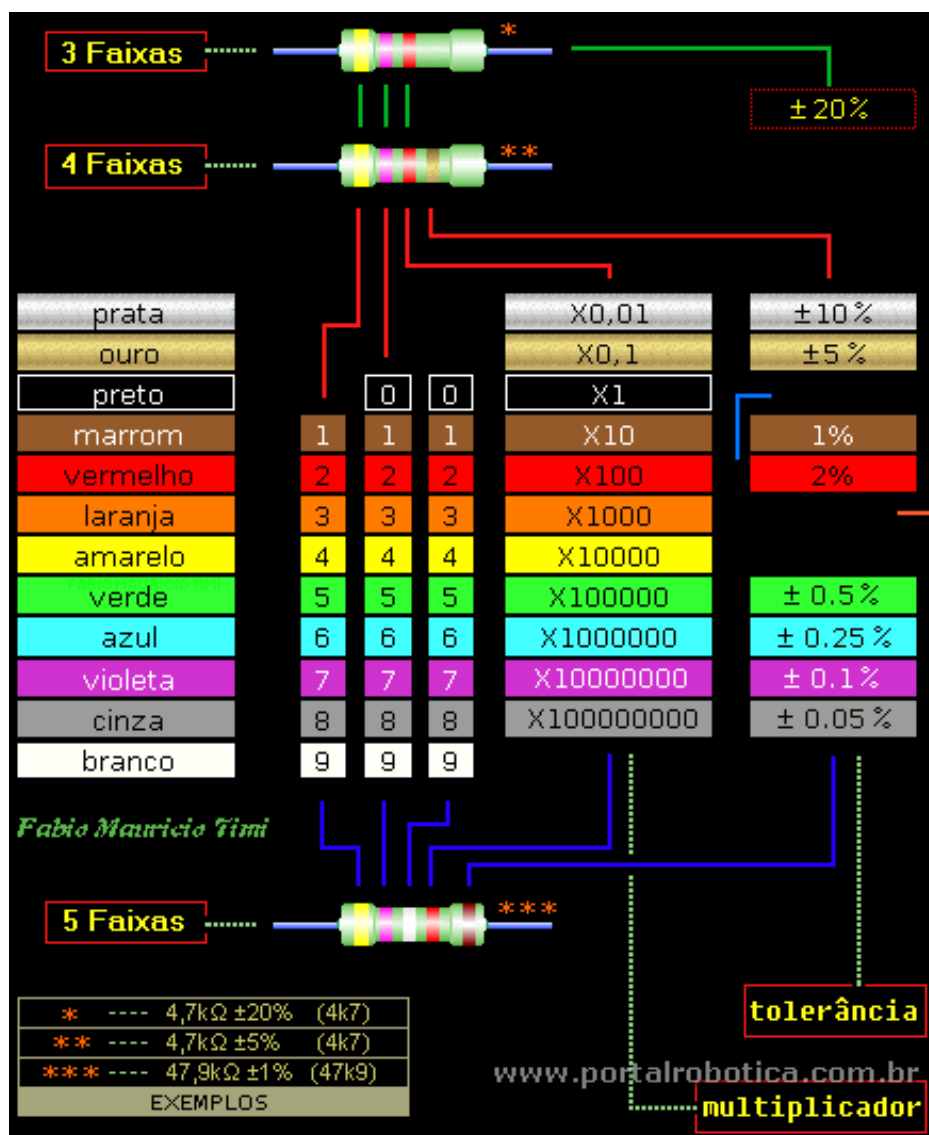 3 Faixas *
±20%
4 Faixas **
prata X0,01 ±10%
ouro X0,1 ±5%
preto 0 0 X1
marrom 1 1 1 X10 1%
vermelho 2 2 2 X100 2%
laranja 3 3 3 X1000
amarelo 4 4 4 X10000
verde 5 5 5 X100000 ± 0.5%
azul 6 6 6 X1000000 ± 0.25%
violeta 7 7 7 X10000000 ± 0.1%
cinza 8 8 8 X100000000 ± 0.05%
branco 9 9 9
Fabio Mauricio Timi
5 Faixas ***
* ---- 4,7kΩ ±20% (4k7)
** ---- 4,7kΩ ±5% (4k7)
*** ---- 47,9kΩ ±1% (47k9)
EXEMPLOS
tolerância
www.portalrobotica.com.br
multiplicador